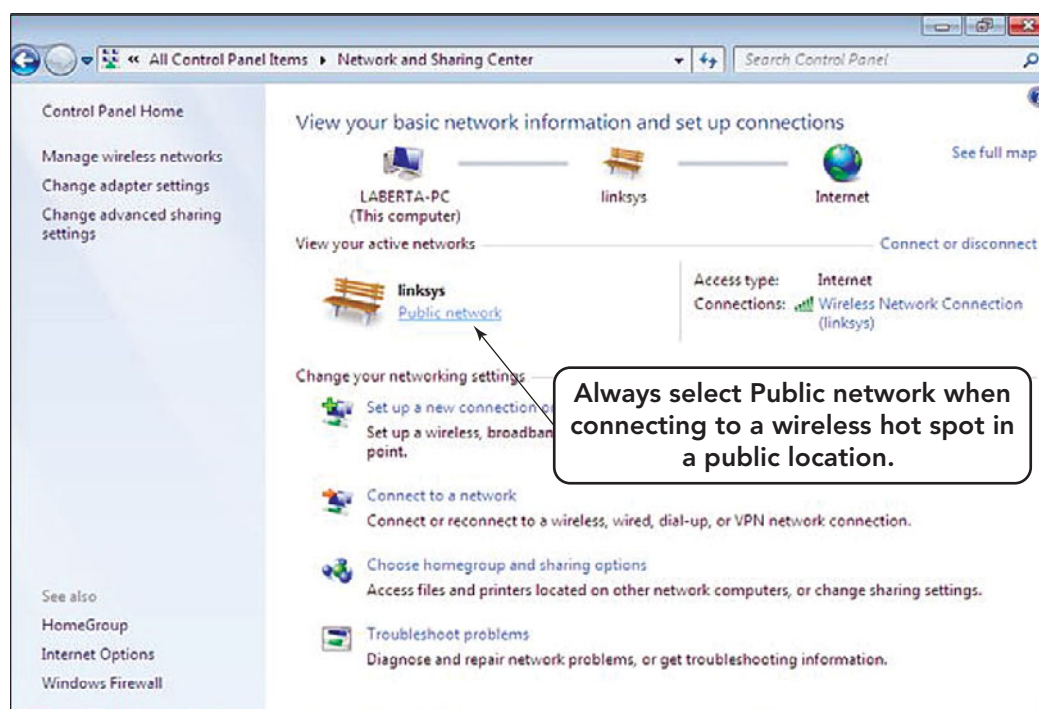 « All Control Panel Items ▸ Network and Sharing Center
Search Control Panel
Control Panel Home
Manage wireless networks
Change adapter settings
Change advanced sharing
settings
See also
HomeGroup
Internet Options
Windows Firewall
View your basic network information and set up connections
See full map
LABERTA-PC
(This computer)
linksys
Internet
View your active networks
Connect or disconnect
linksys
Public network
Access type: Internet
Connections: Wireless Network Connection
(linksys)
Change your networking settings
Set up a new connection
Set up a wireless,
point.
Always select Public network when
connecting to a wireless hot spot in
a public location.
Connect to a network
Connect or reconnect to a wireless, wired, dial-up, or VPN network connection.
Choose homegroup and sharing options
Access files and printers located on other network computers, or change sharing settings.
Troubleshoot problems
Diagnose and repair network problems, or get troubleshooting information.